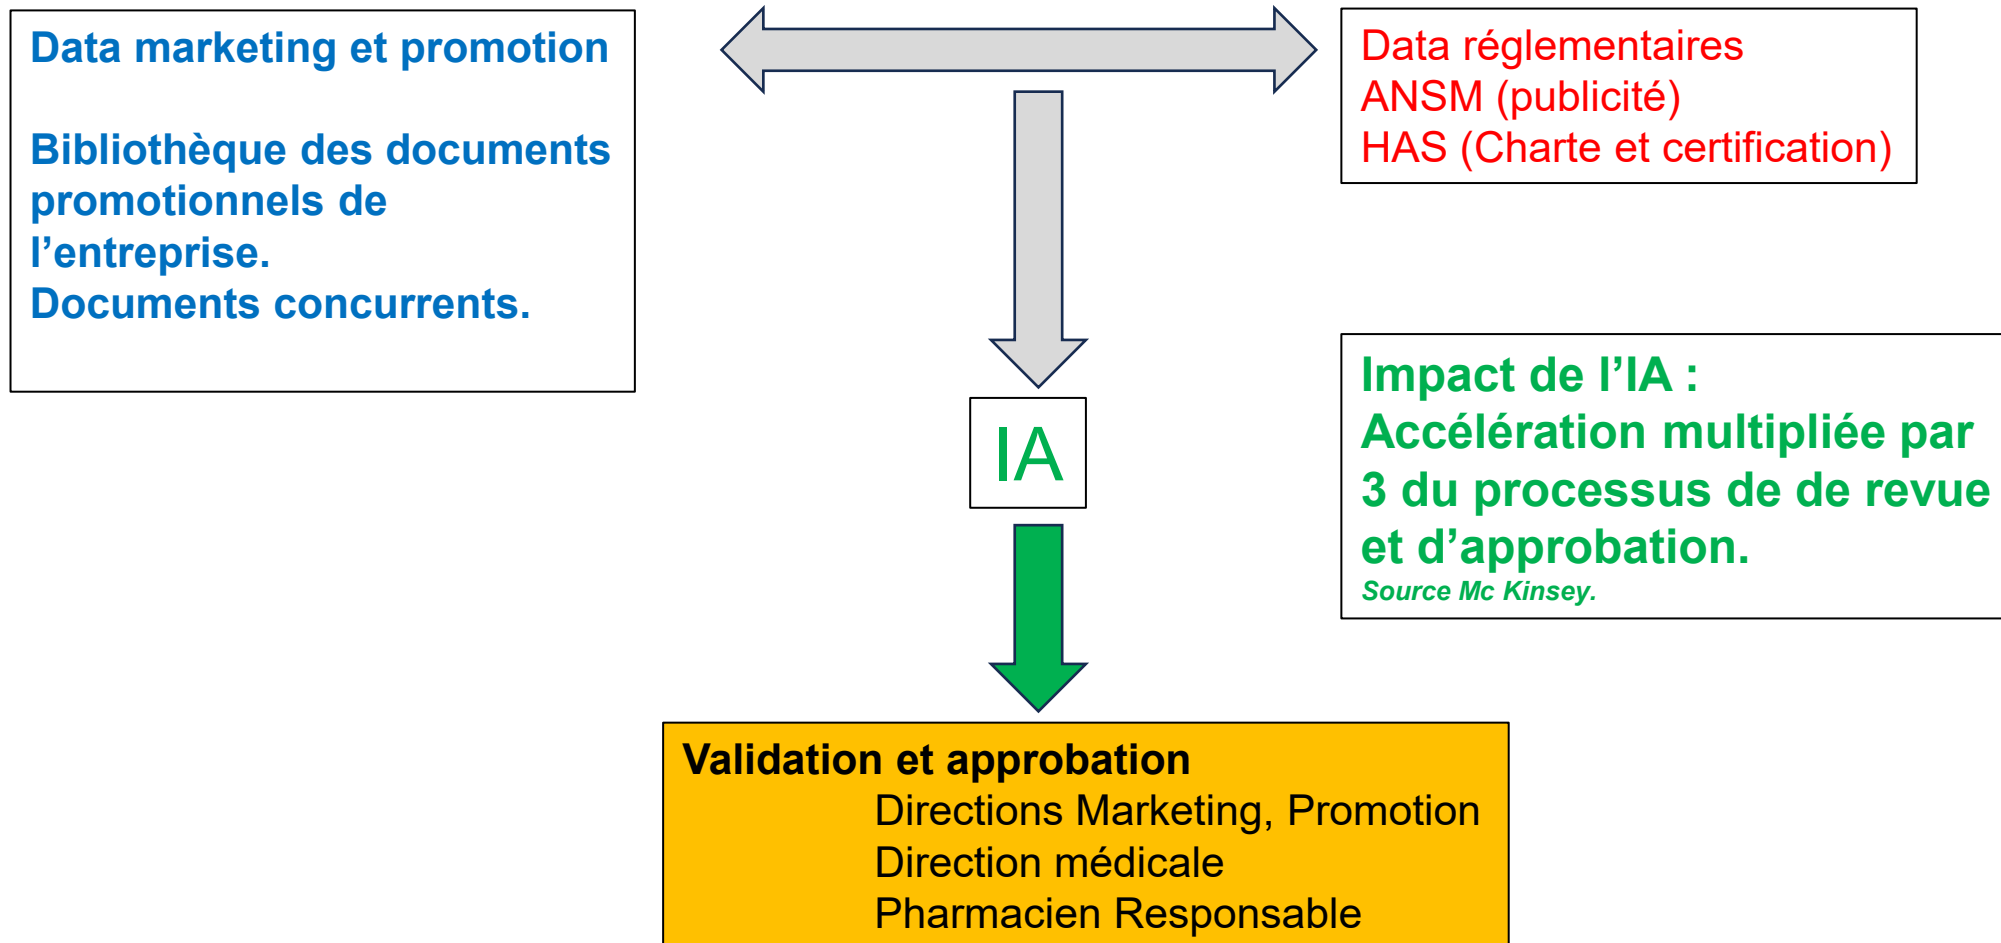 Data marketing et promotion
Bibliothèque des documents
promotionnels de
l’entreprise.
Documents concurrents.
Data réglementaires
ANSM (publicité)
HAS (Charte et certification)
IA
Impact de l’IA :
Accélération multipliée par
3 du processus de de revue
et d’approbation.
Source Mc Kinsey.
Validation et approbation
Directions Marketing, Promotion
Direction médicale
Pharmacien Responsable